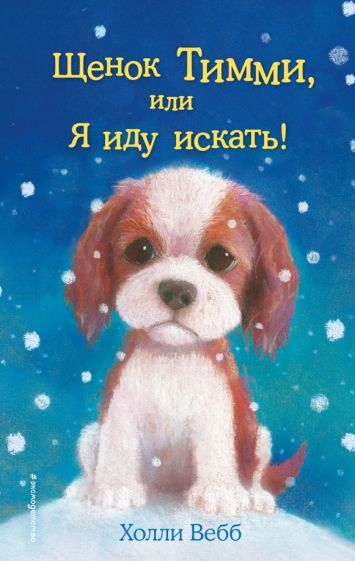 Щенок Тимми,
или
Я иду искать!
Холли Вебб
#эксмодетство